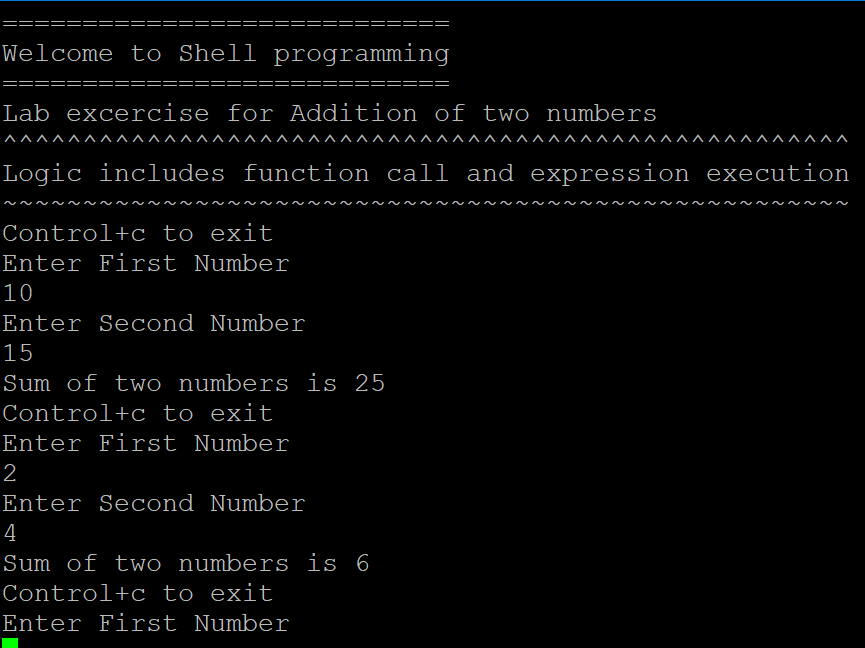 ============================
Welcome to Shell programming
============================
Lab excercise for Addition of two numbers
^^^^^^^^^^^^^^^^^^^^^^^^^^^^^^^^^^^^^^^^^^^^^^^^^^^^^
Logic includes function call and expression execution
~~~~~~~~~~~~~~~~~~~~~~~~~~~~~~~~~~~~~~~~~~~~~~~~~~~~~
Control+c to exit
Enter First Number
10
Enter Second Number
15
Sum of two numbers is 25
Control+c to exit
Enter First Number
2
Enter Second Number
4
Sum of two numbers is 6
Control+c to exit
Enter First Number